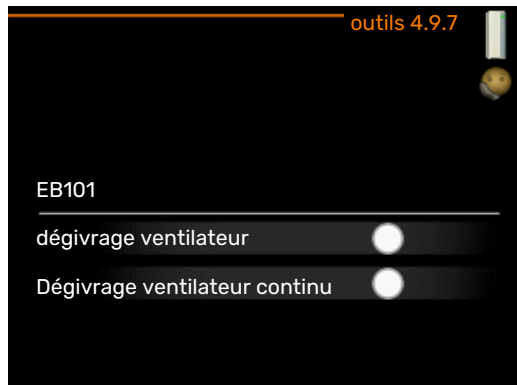 outils 4.9.7
EB101
dégivrage ventilateur
Dégivrage ventilateur continu